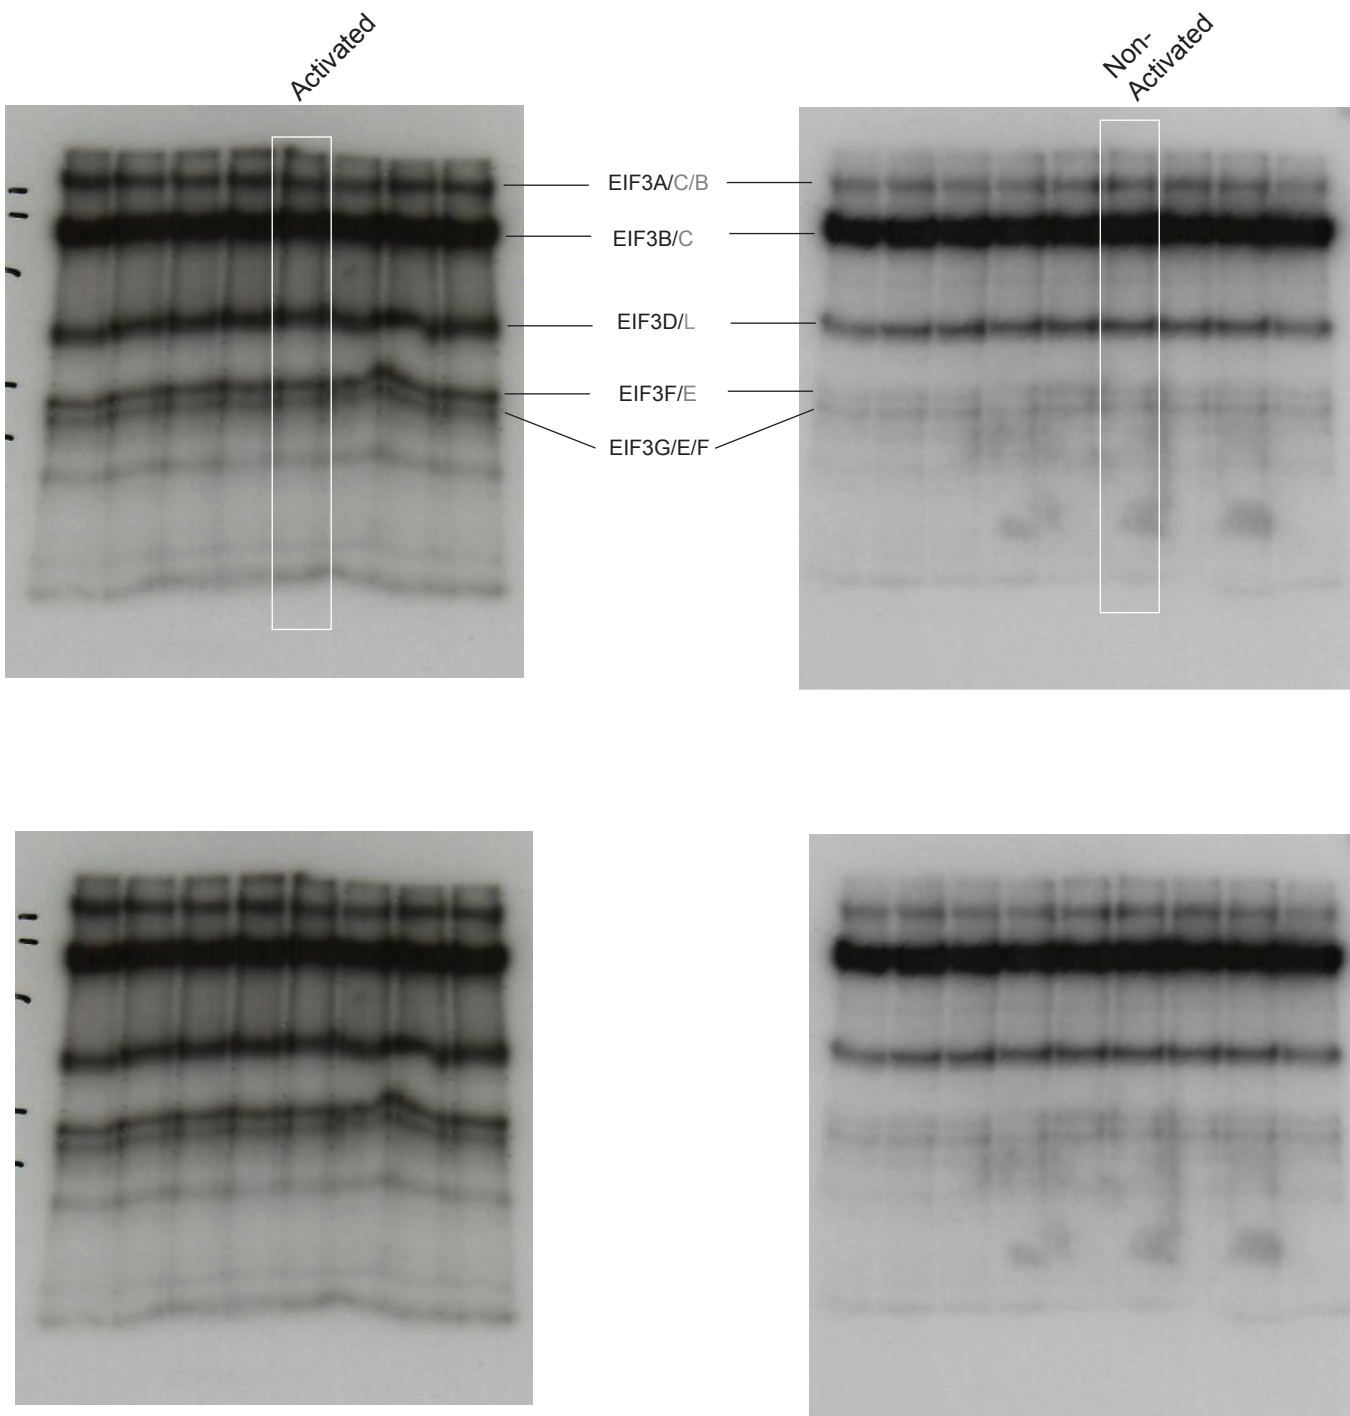 Activated
Non-
Activated
EIF3A/C/B
EIF3B/C
EIF3D/L
EIF3F/E
EIF3G/E/F